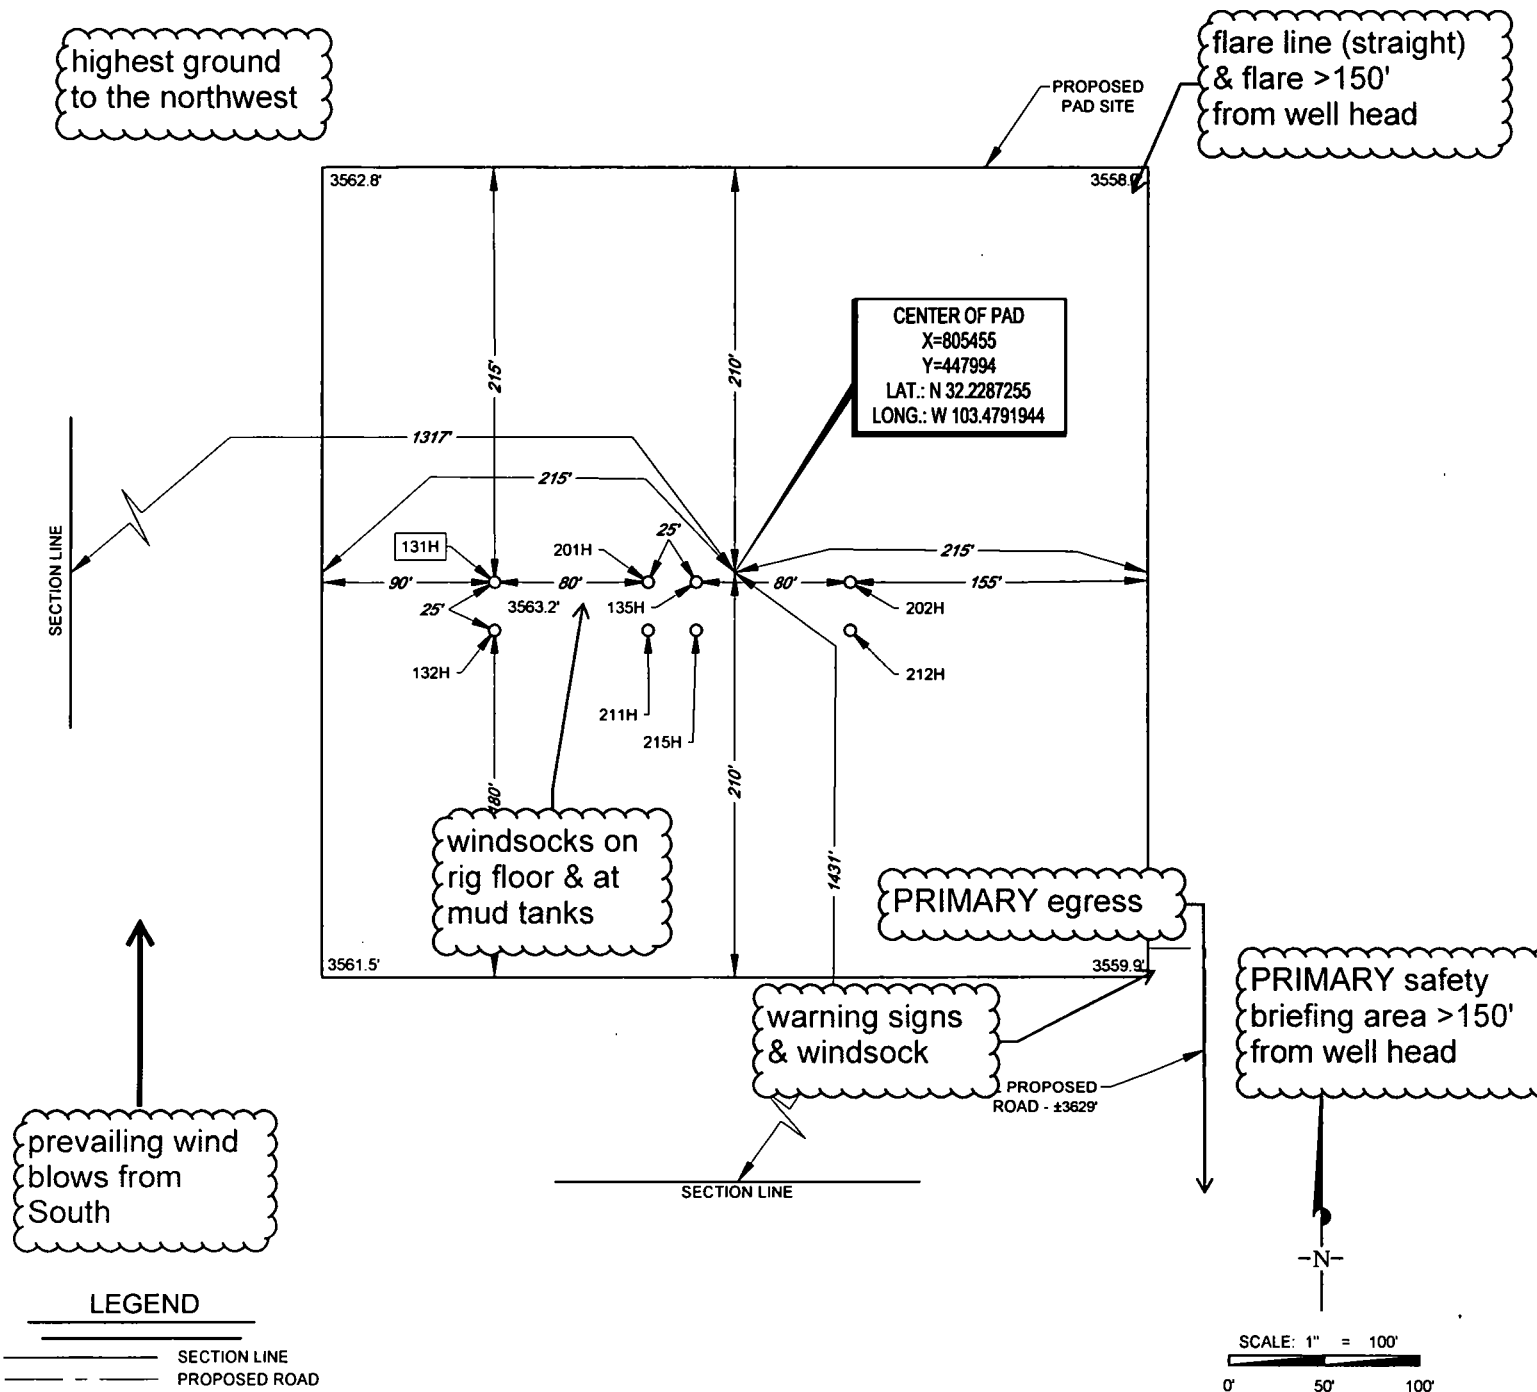 highest ground
to the northwest
flare line (straight)
& flare >150'
from well head
PROPOSED
PAD SITE
3562.8'
3558.
215'
210'
CENTER OF PAD
X=805455
Y=447994
LAT.: N 32.2287255
LONG.: W 103.4791944
1317'
215'
SECTION LINE
131H
201H
25'
215'
90'
80'
80'
155'
25'
3563.2'
135H
202H
132H
212H
211H
215H
210'
windsocks on
rig floor & at
mud tanks
1431'
PRIMARY egress
3561.5'
3559.9'
PRIMARY safety
briefing area >150'
from well head
warning signs
& windsock
PROPOSED
ROAD - ±3629'
prevailing wind
blows from
South
SECTION LINE
-N-
LEGEND
SECTION LINE
PROPOSED ROAD
SCALE: 1" = 100'
0' 50' 100'